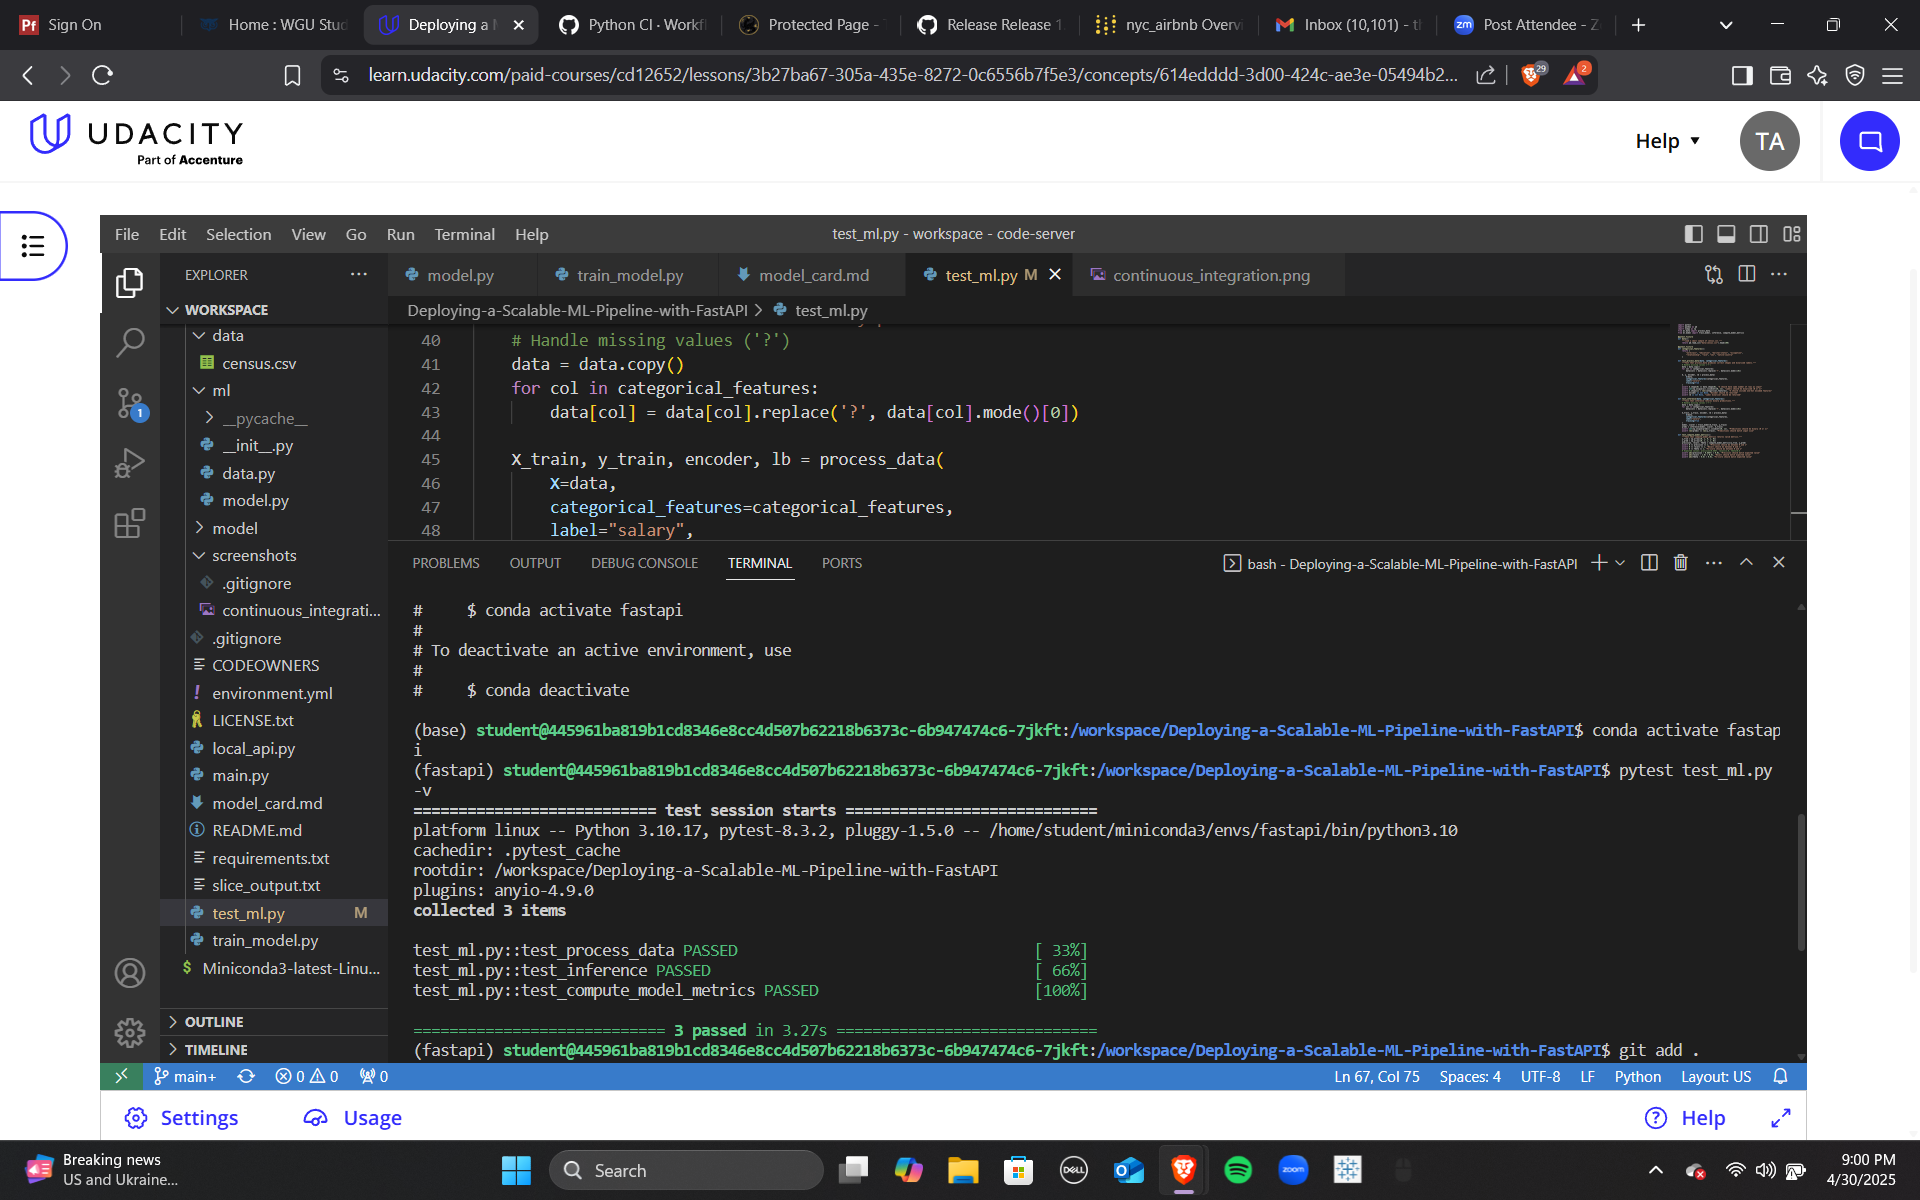 Sign On
Home : WGU Stud
Deploying a M
Python CI · Workf
Protected Page -
Release Release 1.
nyc_airbnb Overvi
Inbox (10,101) - t
Post Attendee - Z
learn.udacity.com/paid-courses/cd12652/lessons/3b27ba67-305a-435e-8272-0c6556b7f5e3/concepts/614edddd-3d00-424c-ae3e-05494b2...
29
2
UDACITY
Part of Accenture
Help
TA
File Edit Selection View Go Run Terminal Help
test_ml.py - workspace - code-server
EXPLORER
model.py
train_model.py
model_card.md
test_ml.py M
continuous_integration.png
WORKSPACE
Deploying-a-Scalable-ML-Pipeline-with-FastAPI > test_ml.py
data
census.csv
ml
__pycache__
__init__.py
data.py
model.py
model
screenshots
.gitignore
continuous_integrati...
.gitignore
CODEOWNERS
environment.yml
LICENSE.txt
local_api.py
main.py
model_card.md
README.md
requirements.txt
slice_output.txt
test_ml.py M
train_model.py
Miniconda3-latest-Linu...
OUTLINE
TIMELINE
1
40 # Handle missing values ('?')
41 data = data.copy()
42 for col in categorical_features:
43 data[col] = data[col].replace('?', data[col].mode()[0])
44
45 X_train, y_train, encoder, lb = process_data(
46 X=data,
47 categorical_features=categorical_features,
48 label="salary",
PROBLEMS OUTPUT DEBUG CONSOLE TERMINAL PORTS
bash - Deploying-a-Scalable-ML-Pipeline-with-FastAPI
# $ conda activate fastapi
#
# To deactivate an active environment, use
#
# $ conda deactivate
(base) student@445961ba819b1cd8346e8cc4d507b62218b6373c-6b947474c6-7jkft:/workspace/Deploying-a-Scalable-ML-Pipeline-with-FastAPI$ conda activate fastap
i
(fastapi) student@445961ba819b1cd8346e8cc4d507b62218b6373c-6b947474c6-7jkft:/workspace/Deploying-a-Scalable-ML-Pipeline-with-FastAPI$ pytest test_ml.py
-v
=========================== test session starts ============================
platform linux -- Python 3.10.17, pytest-8.3.2, pluggy-1.5.0 -- /home/student/miniconda3/envs/fastapi/bin/python3.10
cachedir: .pytest_cache
rootdir: /workspace/Deploying-a-Scalable-ML-Pipeline-with-FastAPI
plugins: anyio-4.9.0
collected 3 items
test_ml.py::test_process_data PASSED [ 33%]
test_ml.py::test_inference PASSED [ 66%]
test_ml.py::test_compute_model_metrics PASSED [100%]
============================ 3 passed in 3.27s =============================
(fastapi) student@445961ba819b1cd8346e8cc4d507b62218b6373c-6b947474c6-7jkft:/workspace/Deploying-a-Scalable-ML-Pipeline-with-FastAPI$ git add .
main+ 0 0 0
Ln 67, Col 75 Spaces: 4 UTF-8 LF Python Layout: US
Settings Usage
Help
Breaking news
US and Ukraine...
Search
DELL
zoom
9:00 PM
4/30/2025